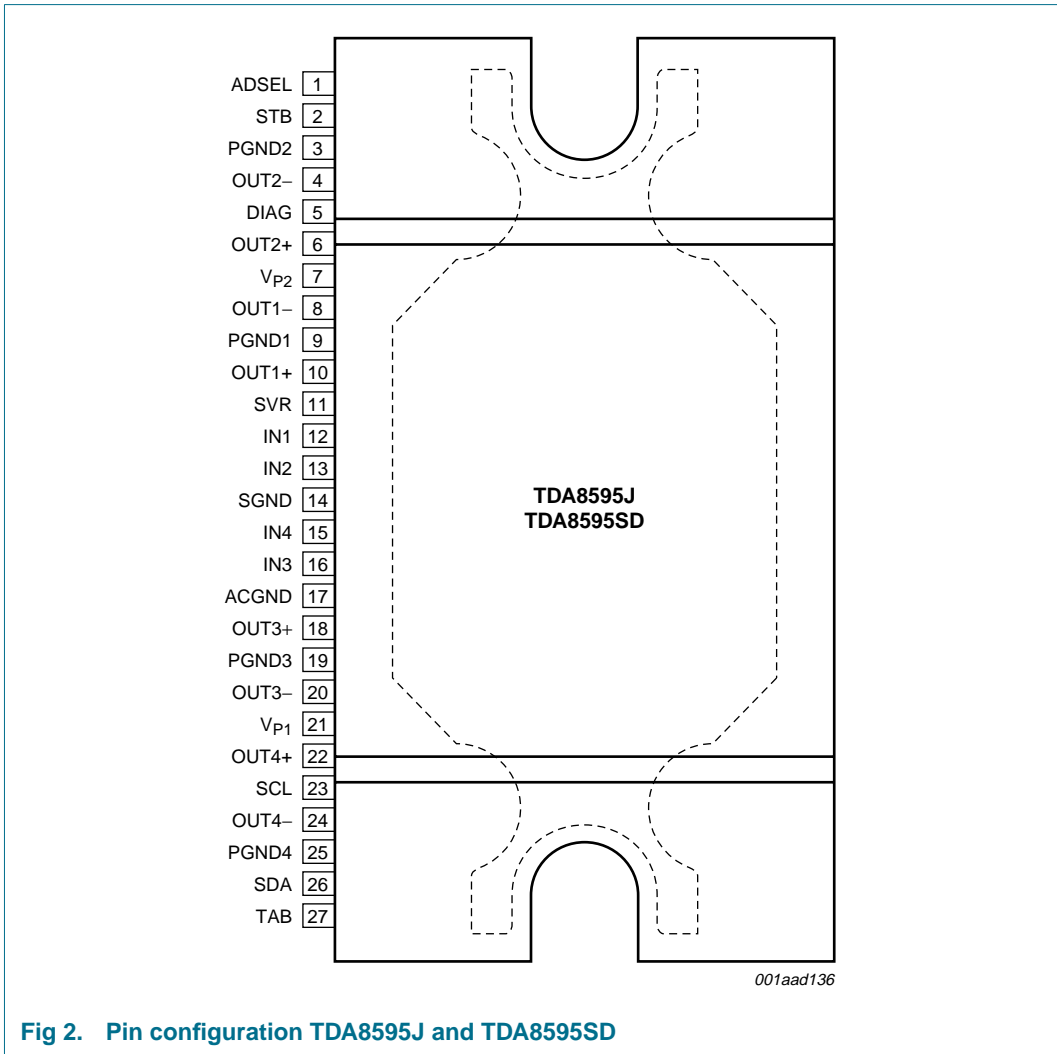 ADSEL 1
STB 2
PGND2 3
OUT2− 4
DIAG 5
OUT2+ 6
VP2 7
OUT1− 8
PGND1 9
OUT1+ 10
SVR 11
IN1 12
IN2 13
SGND 14
IN4 15
IN3 16
ACGND 17
OUT3+ 18
PGND3 19
OUT3− 20
VP1 21
OUT4+ 22
SCL 23
OUT4− 24
PGND4 25
SDA 26
TAB 27
TDA8595J
TDA8595SD
001aad136
Fig 2. Pin configuration TDA8595J and TDA8595SD